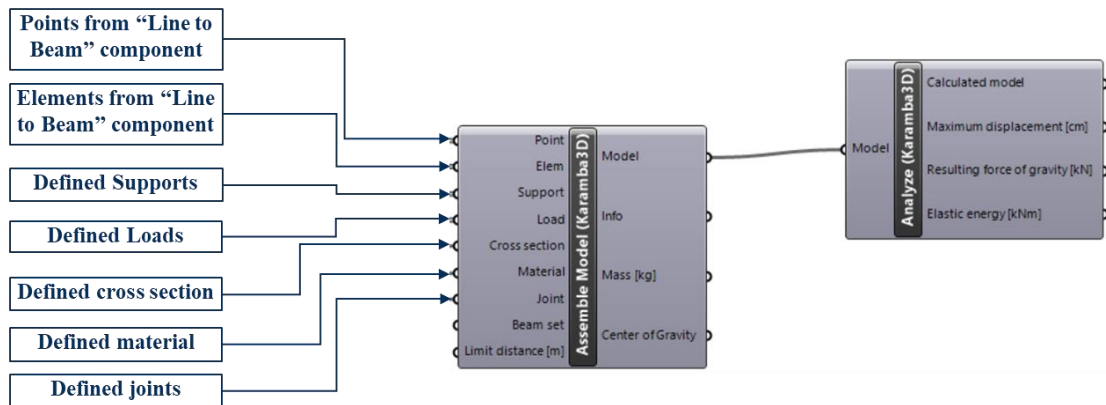 Points from “Line to
Beam” component
Elements from “Line
to Beam” component
Defined Supports
Defined Loads
Defined cross section
Defined material
Defined joints
Point
Elem
Support
Load
Cross section
Material
Joint
Beam set
Limit distance [m]
Assemble Model (Karamba3D)
Model
Info
Mass [kg]
Center of Gravity
Model
Analyze (Karamba3D)
Calculated model
Maximum displacement [cm]
Resulting force of gravity [kN]
Elastic energy [kNm]